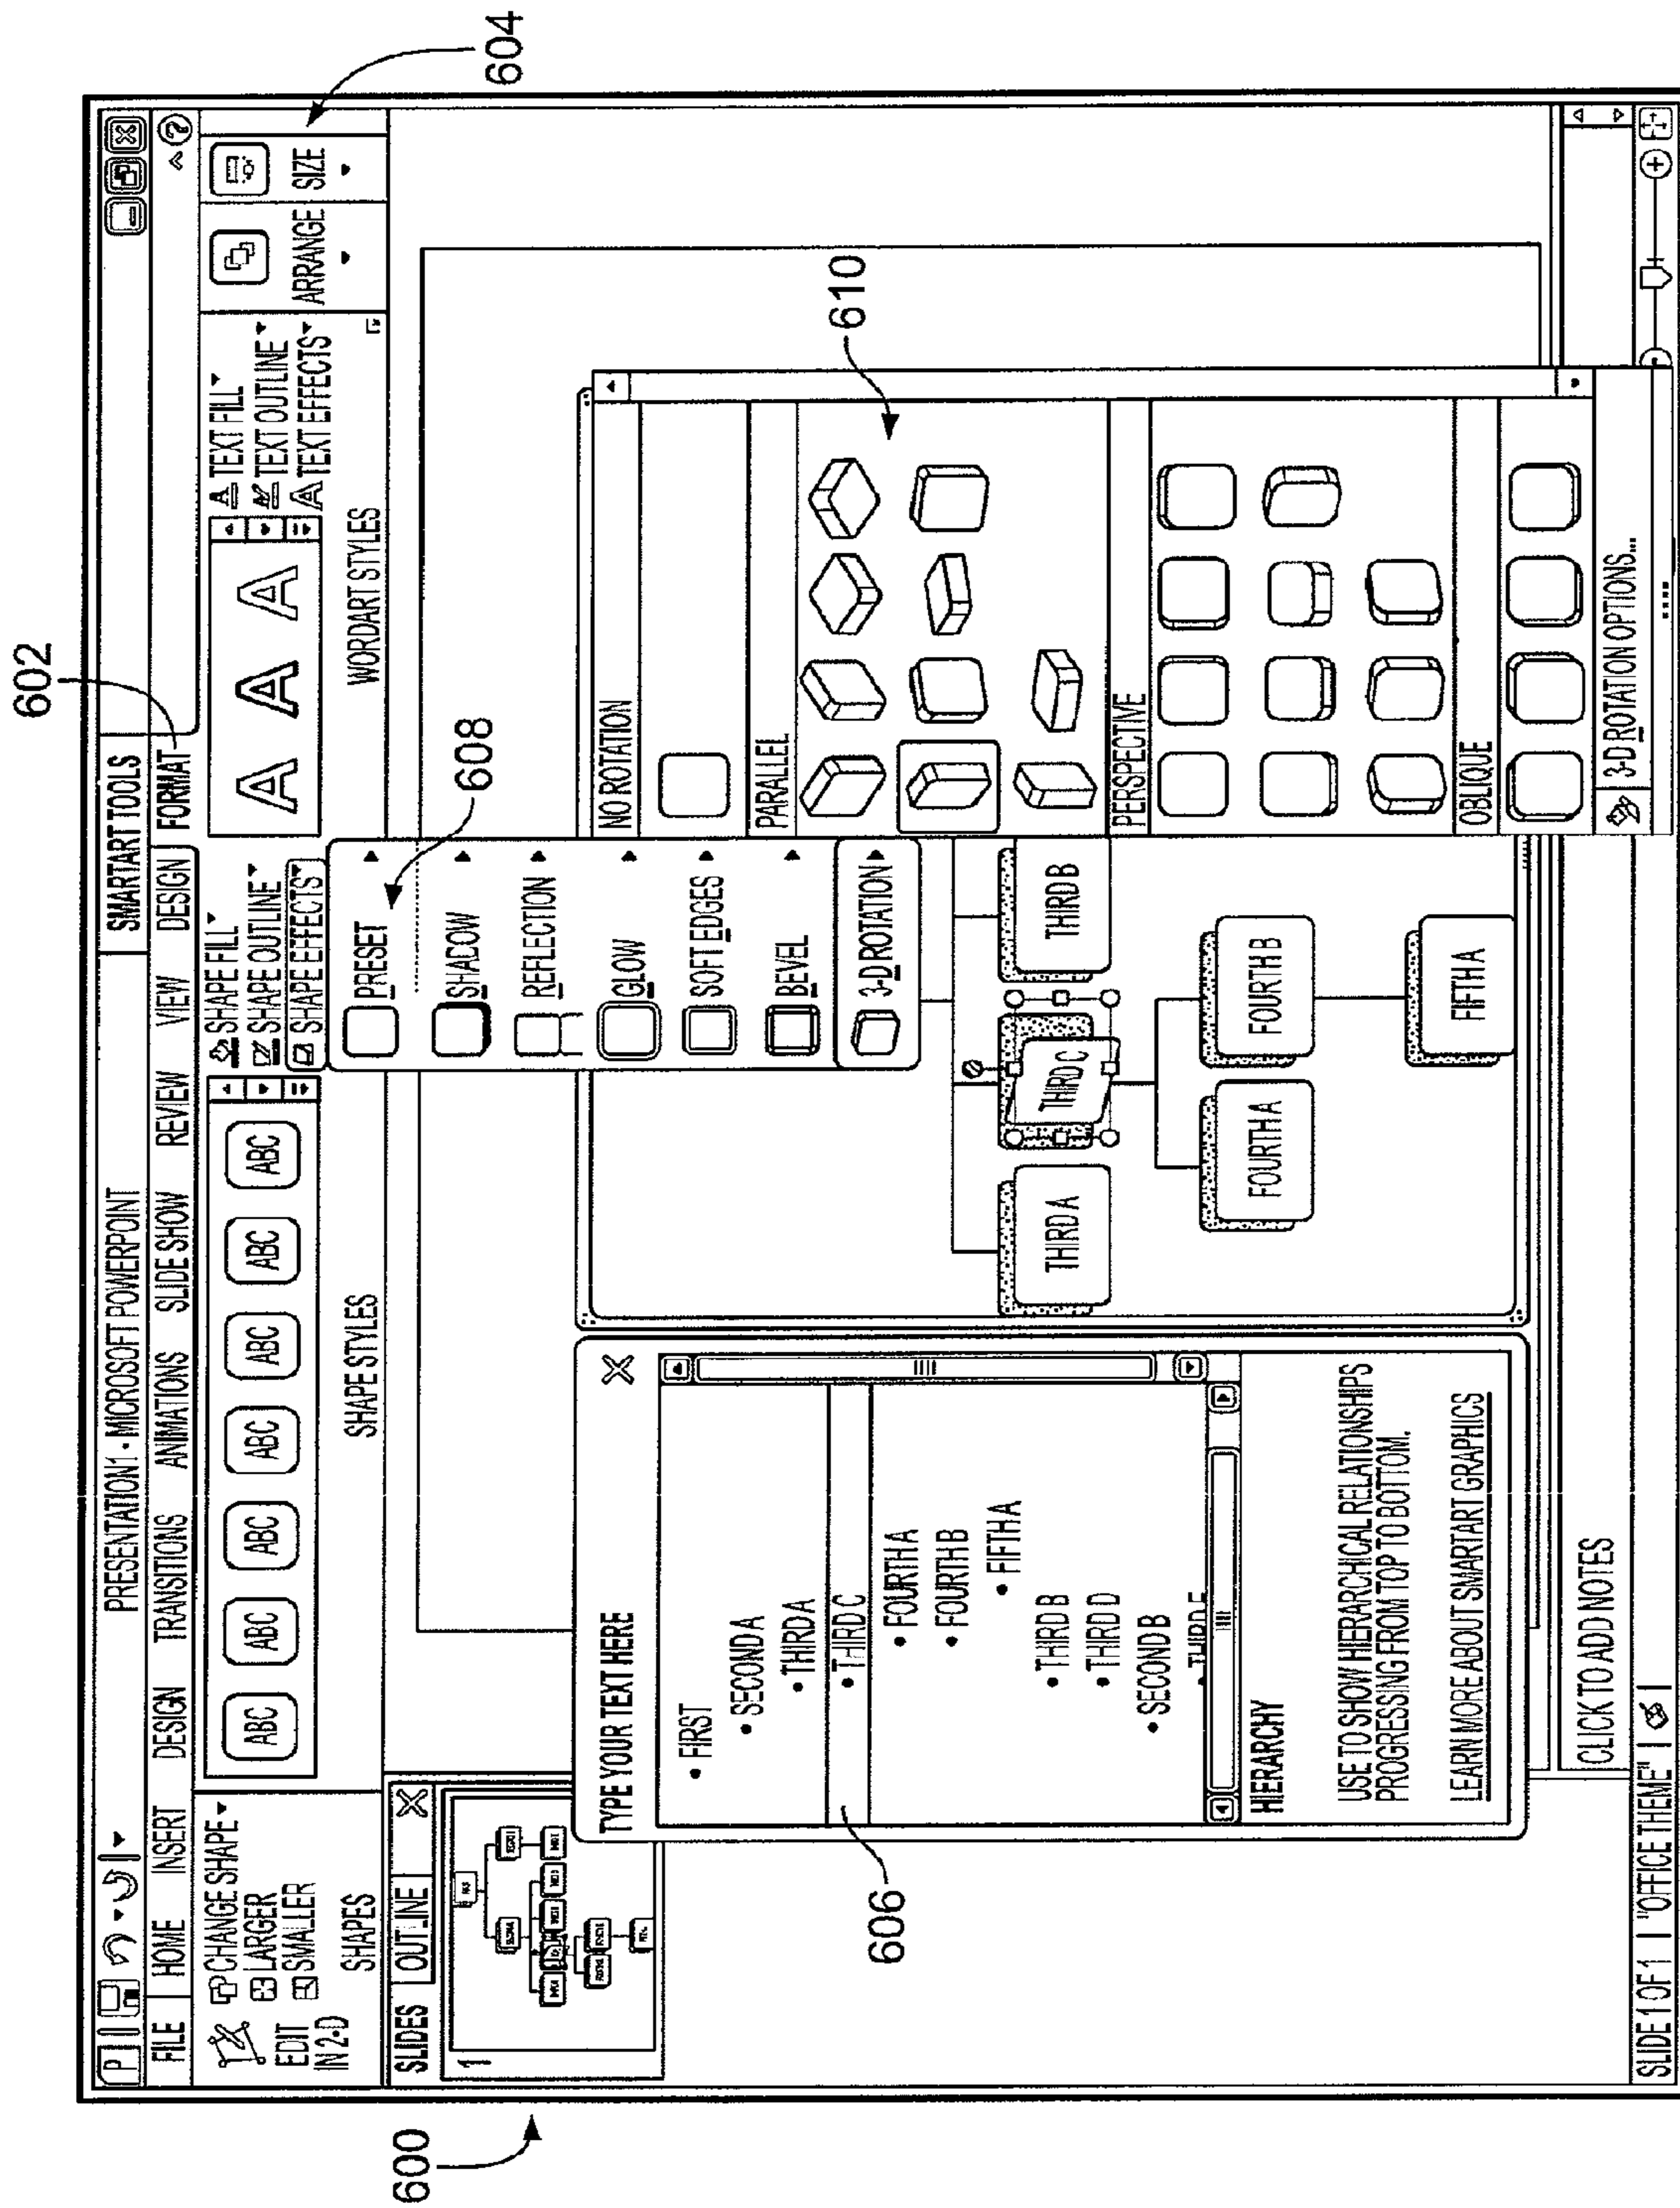 602
604
PRESENTATION1 - MICROSOFT POWERPOINT
SMARTART TOOLS
FILE HOME INSERT DESIGN TRANSITIONS ANIMATIONS SLIDE SHOW REVIEW VIEW DESIGN FORMAT
EDIT IN 2-D
CHANGE SHAPE
LARGER
SMALLER
SHAPES
ABC ABC ABC ABC ABC ABC ABC
SHAPE STYLES
SHAPE FILL
SHAPE OUTLINE
SHAPE EFFECTS
A A A
TEXT FILL
TEXT OUTLINE
TEXT EFFECTS
WORDART STYLES
ARRANGE
SIZE
600
SLIDES OUTLINE
1
TYPE YOUR TEXT HERE
• FIRST
• SECOND A
• THIRD A
• THIRD C
606
• FOURTH A
• FOURTH B
• FIFTH A
• THIRD B
• THIRD D
• SECOND B
HIERARCHY
USE TO SHOW HIERARCHICAL RELATIONSHIPS
PROGRESSING FROM TOP TO BOTTOM.
LEARN MORE ABOUT SMARTART GRAPHICS
PRESET
608
SHADOW
REFLECTION
GLOW
SOFT EDGES
BEVEL
3-D ROTATION
THIRD A
THIRD C
THIRD B
FOURTH A
FOURTH B
FIFTH A
NO ROTATION
PARALLEL
610
PERSPECTIVE
OBLIQUE
3-D ROTATION OPTIONS...
CLICK TO ADD NOTES
SLIDE 1 OF 1 | "OFFICE THEME" |